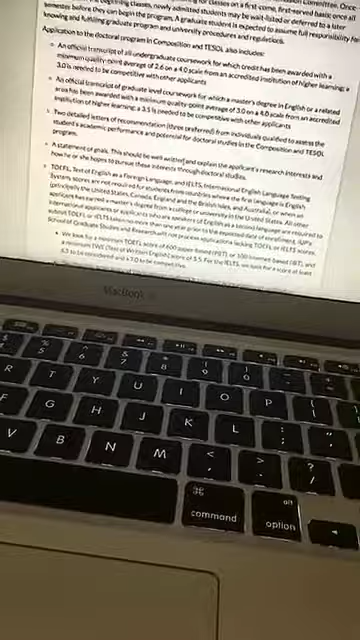 for classes on a first come, first-served basis; once all
beginning classes, newly admitted students may be wait-listed or deferred to a later
semester before they can begin the program. A graduate student is expected to assume full responsibility for
knowing and fulfilling graduate program and university procedures and regulations.
Application to the doctoral program in Composition and TESOL also includes:
An official transcript of all undergraduate coursework for which credit has been awarded with a
minimum quality-point average of 2.6 on a 4.0 scale from an accredited institution of higher learning; a
3.0 is needed to be competitive with other applicants
An official transcript of graduate level coursework for which a master's degree in English or a related
area has been awarded with a minimum quality-point average of 3.0 on a 4.0 scale from an accredited
institution of higher learning; a 3.5 is needed to be competitive with other applicants
Two detailed letters of recommendation (three preferred) from individuals qualified to assess the
student's academic performance and potential for doctoral studies in the Composition and TESOL
program.
A statement of goals. This should be well written and explain the applicant's research interests and
how he or she hopes to pursue these interests through doctoral studies.
TOEFL, Test of English as a Foreign Language, and IELTS, International English Language Testing
System scores are not required for students from countries where the first language is English
(principally the United States, Canada, England and the British Isles, and Australia), or when an
applicant has earned a master's degree from a college or university in the United States. All other
international applicants or applicants who are speakers of English as a second language are required to
submit TOEFL or IELTS taken no more than one year prior to the expected date of enrollment. IUP's
School of Graduate Studies and Research will not process applications lacking TOEFL or IELTS scores.
We look for a minimum TOEFL score of 600 paper-based (PBT), or 100 internet-based (iBT), and
a minimum TWE (Test of Written English) score of 5.5. For the IELTS, we look for a score of at least
6.5 to be considered and a 7.0 to be competitive.
MacBook
$ % ^ & * ( ) _ +
5 6 7 8 9 0 - =
R T Y U I O P { [
F G H J K L : ; " '
V B N M < , > . ? /
⌘ alt
command option